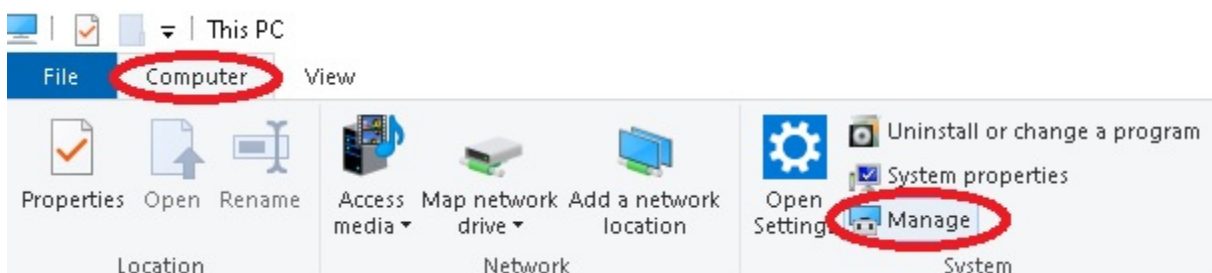 This PC
File Computer View
Properties Open Rename
Access media
Map network drive
Add a network location
Open
Uninstall or change a program
System properties
Manage
Location Network System